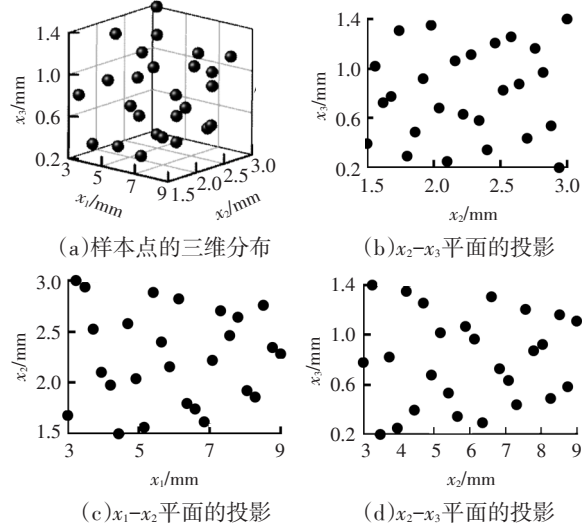 1.4
1.0
0.6
0.2
x₃/mm
3
5
7
9
x₁/mm
1.5
2.0
2.5
3.0
x₂/mm
(a)样本点的三维分布
1.4
1.0
0.6
0.2
x₃/mm
1.5 2.0 2.5 3.0
x₂/mm
(b)x₂-x₃平面的投影
3.0
2.5
2.0
1.5
x₂/mm
3 5 7 9
x₁/mm
(c)x₁-x₂平面的投影
1.4
1.0
0.6
0.2
x₃/mm
3 4 5 6 7 8 9
x₂/mm
(d)x₂-x₃平面的投影